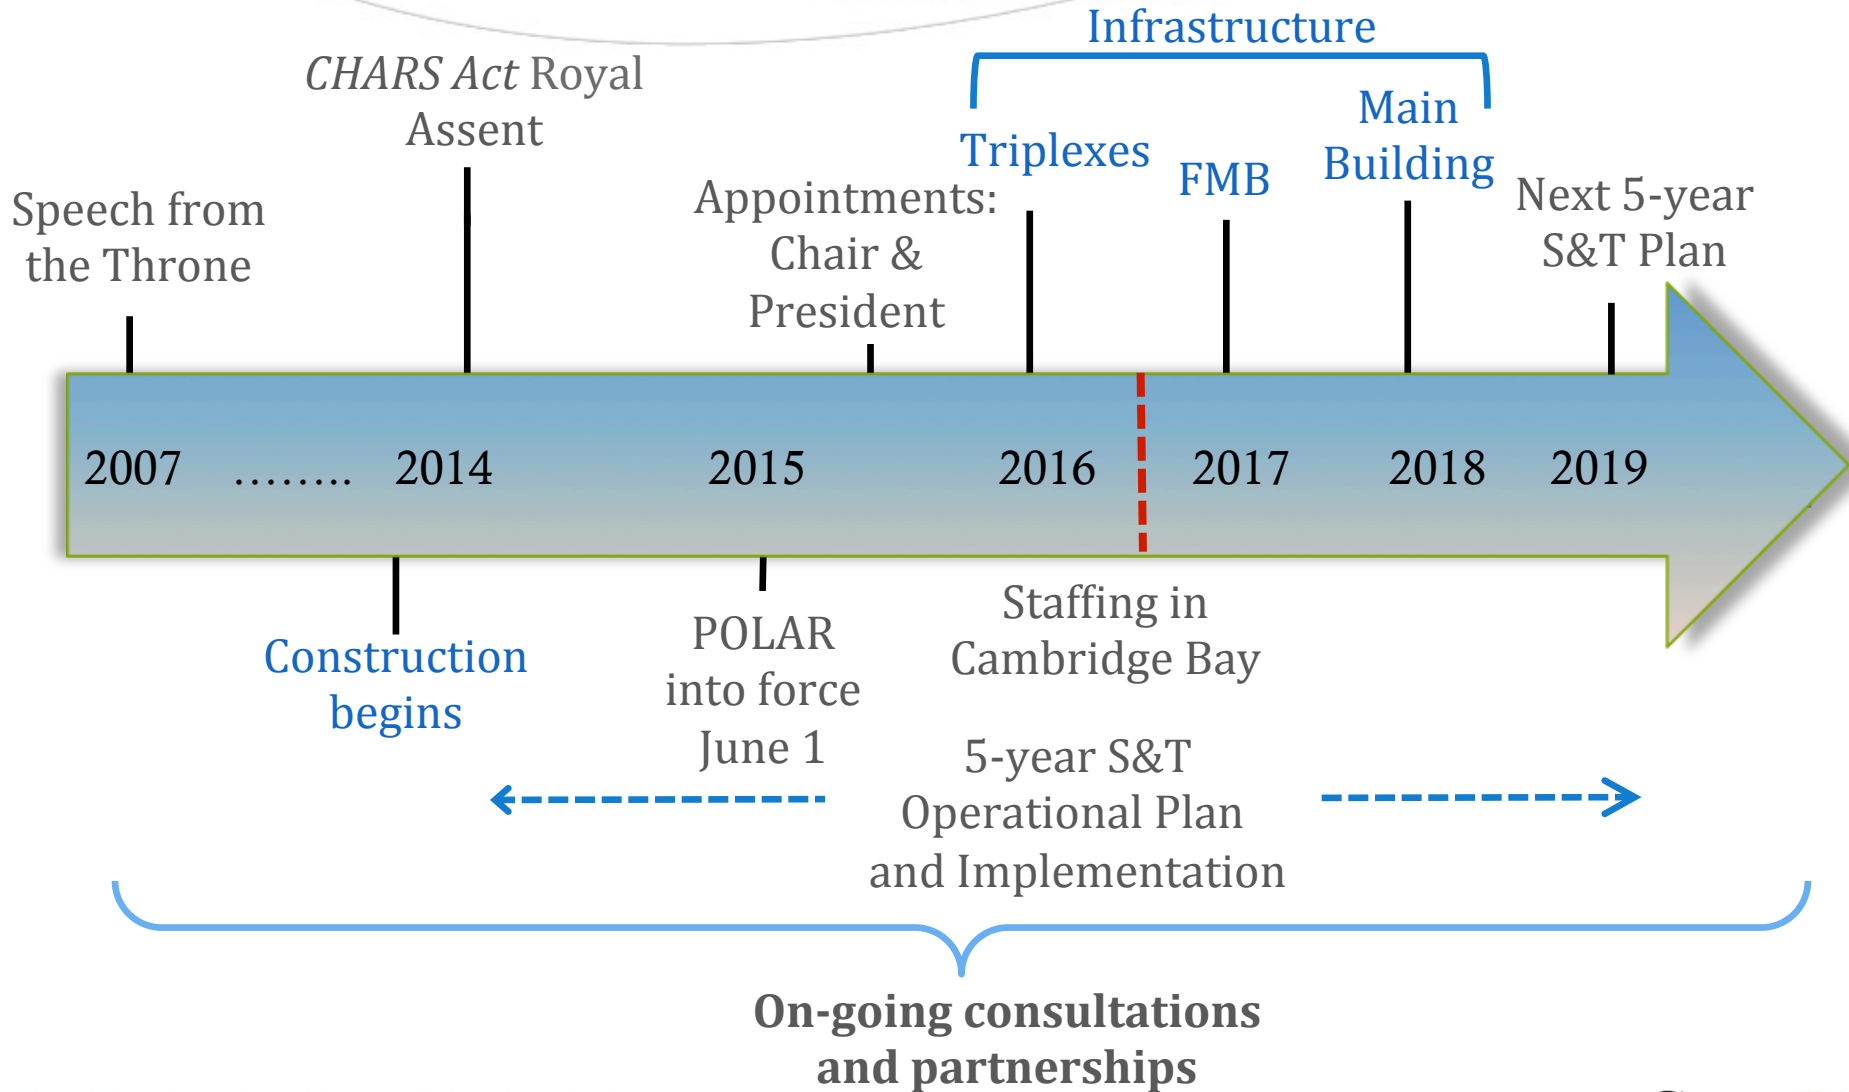 Infrastructure
CHARS Act Royal
Assent
Triplexes
FMB
Main
Building
Speech from
the Throne
Appointments:
Chair &
President
Next 5-year
S&T Plan
2007 ........ 2014 2015 2016 2017 2018 2019
Construction
begins
POLAR
into force
June 1
Staffing in
Cambridge Bay
5-year S&T
Operational Plan
and Implementation
On-going consultations
and partnerships